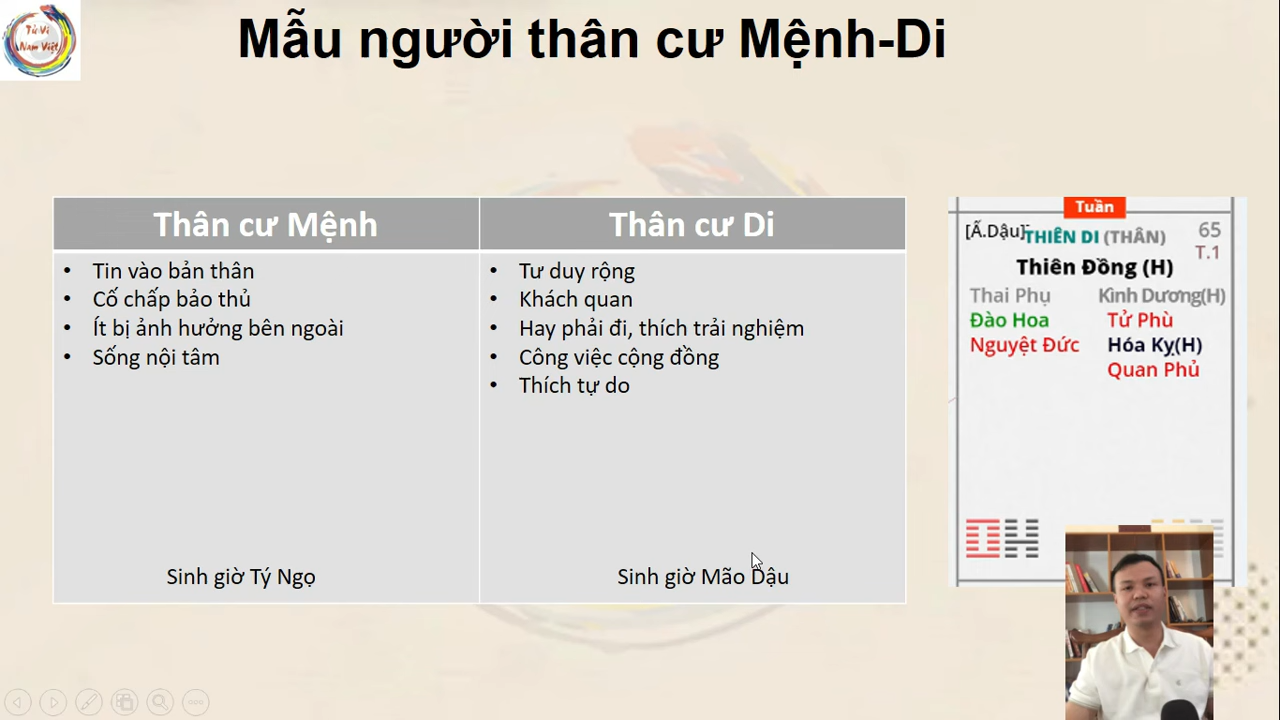 Tử Vi
Nam Việt
Mẫu người thân cư Mệnh-Di
Thân cư Mệnh
• Tin vào bản thân
• Cố chấp bảo thủ
• Ít bị ảnh hưởng bên ngoài
• Sống nội tâm
Sinh giờ Tý Ngọ
Thân cư Di
• Tư duy rộng
• Khách quan
• Hay phải đi, thích trải nghiệm
• Công việc cộng đồng
• Thích tự do
Sinh giờ Mão Dậu
Tuần
[Ấ.Dậu] THIÊN DI (THÂN) 65
T.1
Thiên Đồng (H)
Thai Phụ Kình Dương(H)
Đào Hoa Tử Phù
Nguyệt Đức Hóa Kỵ(H)
Quan Phủ